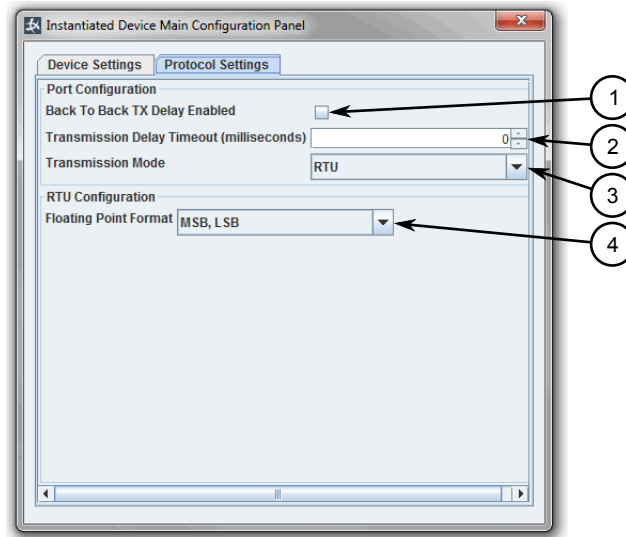 Instantiated Device Main Configuration Panel
Device Settings Protocol Settings
Port Configuration
Back To Back TX Delay Enabled
1
Transmission Delay Timeout (milliseconds) 0
2
Transmission Mode RTU
3
RTU Configuration
Floating Point Format MSB, LSB
4